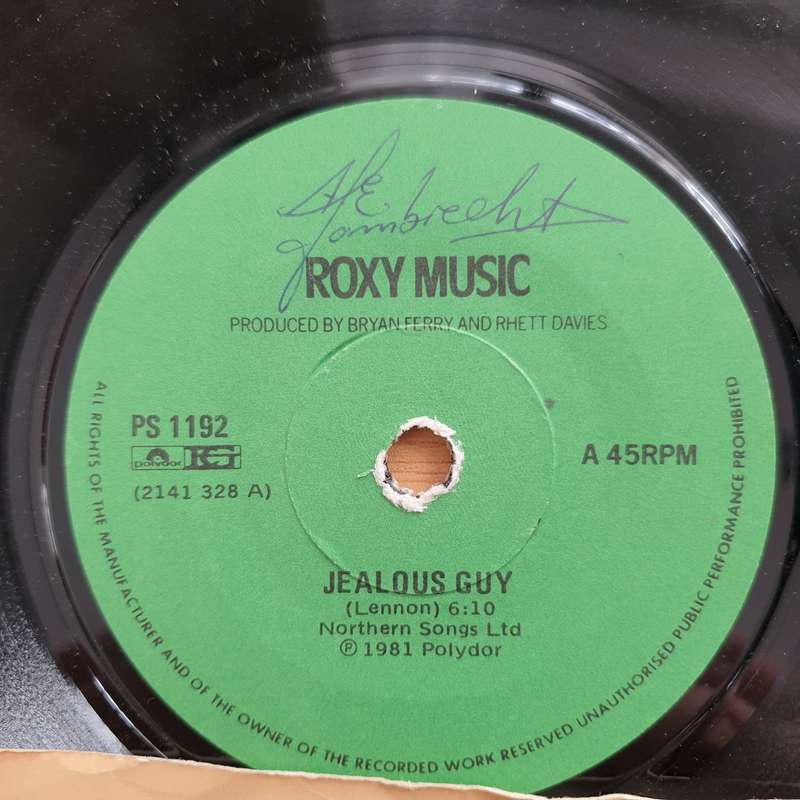 Lambrecht
ROXY MUSIC
PRODUCED BY BRYAN FERRY AND RHETT DAVIES
PS 1192
polydor
(2141 328 A)
A 45RPM
JEALOUS GUY
(Lennon) 6:10
Northern Songs Ltd
℗ 1981 Polydor
ALL RIGHTS OF THE MANUFACTURER AND OF THE OWNER OF THE RECORDED WORK RESERVED UNAUTHORISED PUBLIC PERFORMANCE PROHIBITED